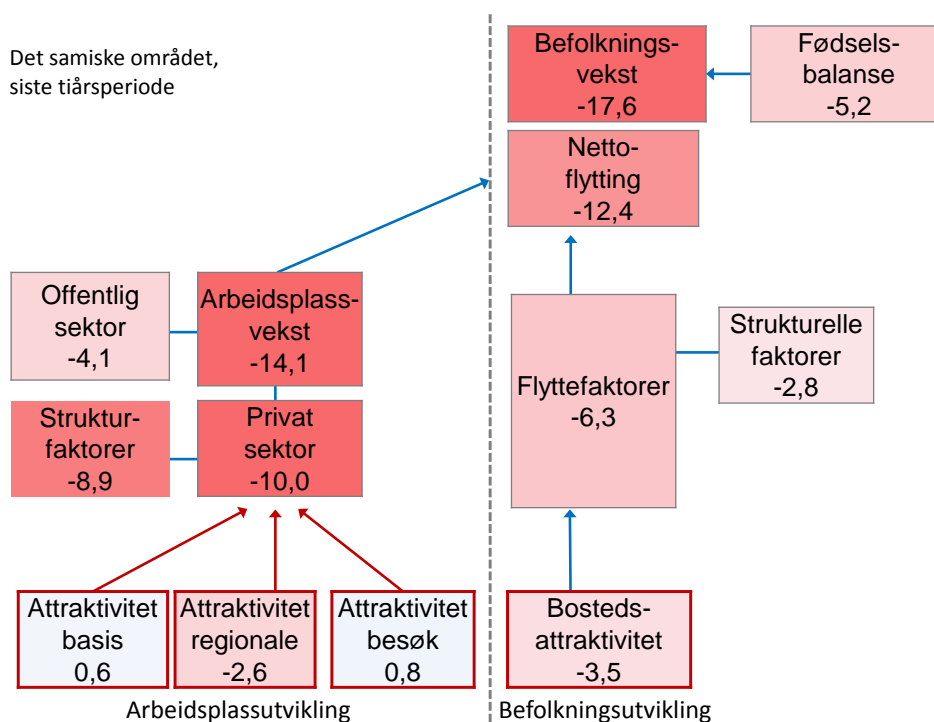 Det samiske området,
siste tiårsperiode
Befolknings-
vekst
-17,6
Fødsels-
balanse
-5,2
Netto-
flytting
-12,4
Offentlig
sektor
-4,1
Arbeidsplass-
vekst
-14,1
Struktur-
faktorer
-8,9
Privat
sektor
-10,0
Flyttefaktorer
-6,3
Strukturelle
faktorer
-2,8
Attraktivitet
basis
0,6
Attraktivitet
regionale
-2,6
Attraktivitet
besøk
0,8
Bosteds-
attraktivitet
-3,5
Arbeidsplassutvikling
Befolkningsutvikling